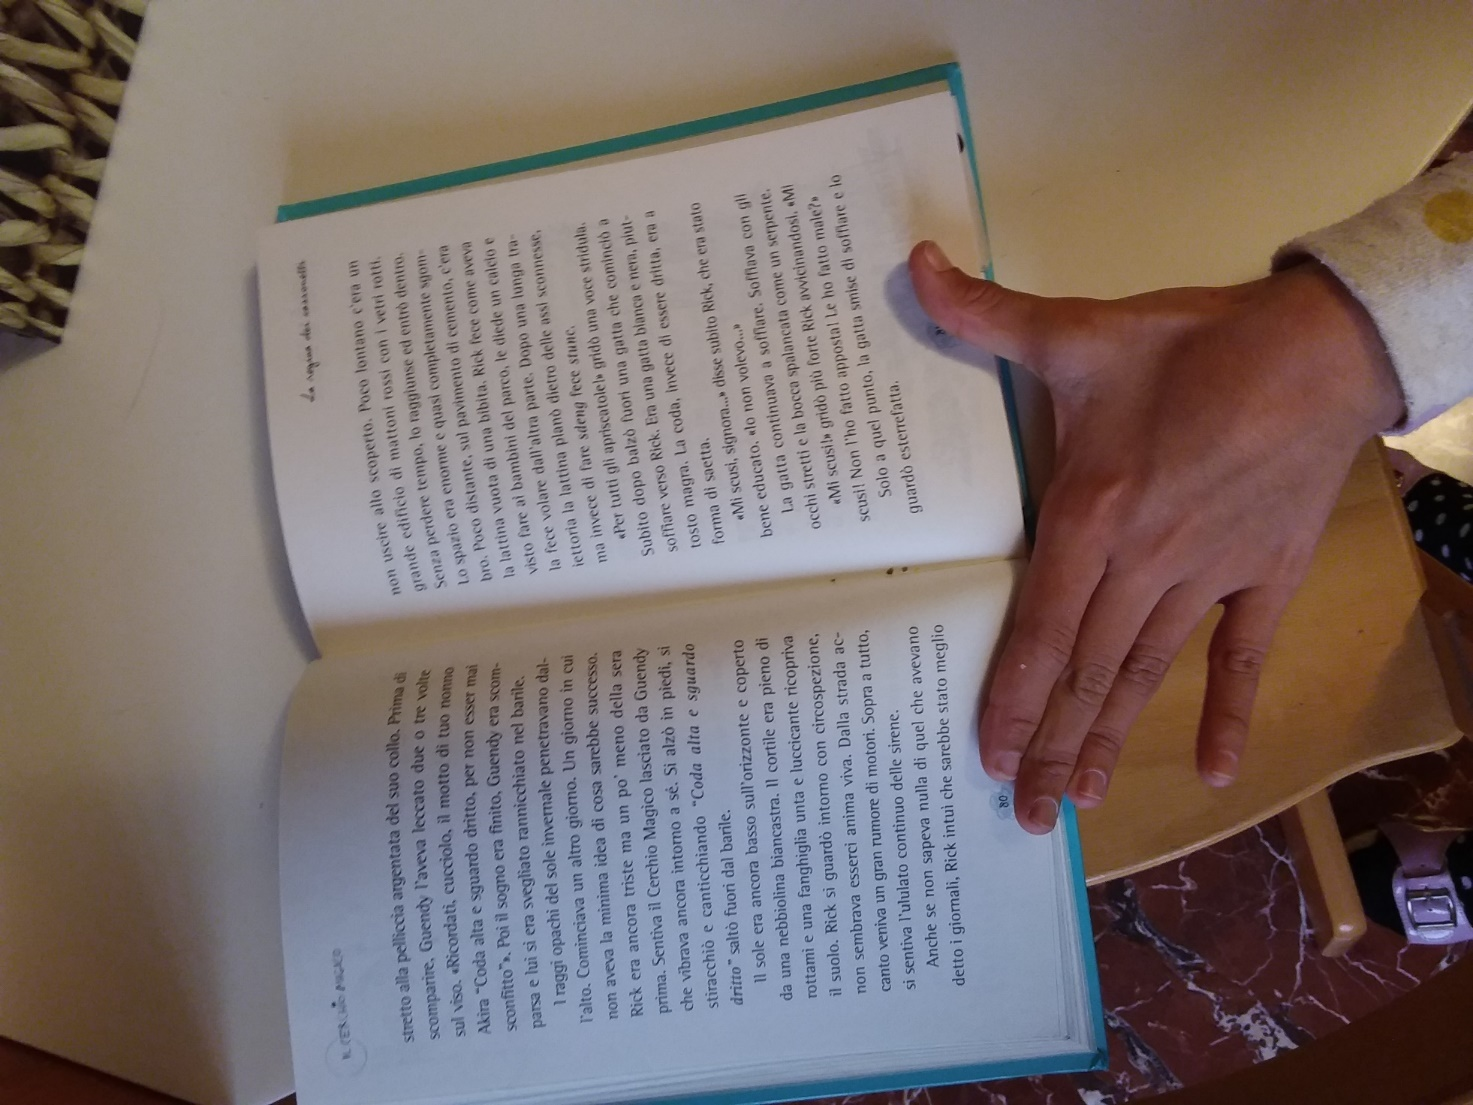 IL CERCHIO MAGICO
stretto alla pelliccia argentata del suo collo. Prima di
scomparire, Guendy l'aveva leccato due o tre volte
sul viso. «Ricordati, cucciolo, il motto di tuo nonno
Akira "Coda alta e sguardo dritto, per non esser mai
sconfitto"». Poi il sogno era finito, Guendy era scom-
parsa e lui si era svegliato rannicchiato nel barile.
I raggi opachi del sole invernale penetravano dal-
l'alto. Cominciava un altro giorno. Un giorno in cui
non aveva la minima idea di cosa sarebbe successo.
Rick era ancora triste ma un po' meno della sera
prima. Sentiva il Cerchio Magico lasciato da Guendy
che vibrava ancora intorno a sé. Si alzò in piedi, si
stiracchiò e canticchiando "Coda alta e sguardo
dritto" saltò fuori dal barile.
Il sole era ancora basso sull'orizzonte e coperto
da una nebbiolina biancastra. Il cortile era pieno di
rottami e una fanghiglia unta e luccicante ricopriva
il suolo. Rick si guardò intorno con circospezione,
non sembrava esserci anima viva. Dalla strada ac-
canto veniva un gran rumore di motori. Sopra a tutto,
si sentiva l'ululato continuo delle sirene.
Anche se non sapeva nulla di quel che avevano
detto i giornali, Rick intuì che sarebbe stato meglio
80
La regina dei cassonetti
non uscire allo scoperto. Poco lontano c'era un
grande edificio di mattoni rossi con i vetri rotti.
Senza perdere tempo, lo raggiunse ed entrò dentro.
Lo spazio era enorme e quasi completamente sgom-
bro. Poco distante, sul pavimento di cemento, c'era
la lattina vuota di una bibita. Rick fece come aveva
visto fare ai bambini del parco, le diede un calcio e
la fece volare dall'altra parte. Dopo una lunga tra-
iettoria la lattina planò dietro delle assi sconnesse,
ma invece di fare sdeng fece stunc.
«Per tutti gli apriscatole!» gridò una voce stridula.
Subito dopo balzò fuori una gatta che cominciò a
soffiare verso Rick. Era una gatta bianca e nera, piut-
tosto magra. La coda, invece di essere dritta, era a
forma di saetta.
«Mi scusi, signora...» disse subito Rick, che era stato
bene educato. «Io non volevo...»
La gatta continuava a soffiare. Soffiava con gli
occhi stretti e la bocca spalancata come un serpente.
«Mi scusi!» gridò più forte Rick avvicinandosi. «Mi
scusi! Non l'ho fatto apposta! Le ho fatto male?»
Solo a quel punto, la gatta smise di soffiare e lo
guardò esterrefatta.